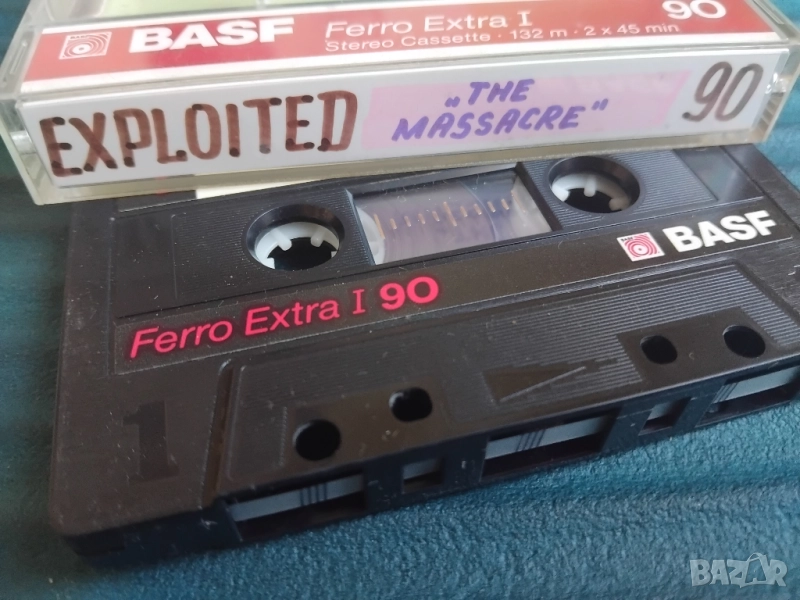 BASF Ferro Extra I 90
Stereo Cassette · 132 m · 2 x 45 min
EXPLOITED „THE MASSACRE" 90
BASF
Ferro Extra I 90
1
BAZAR